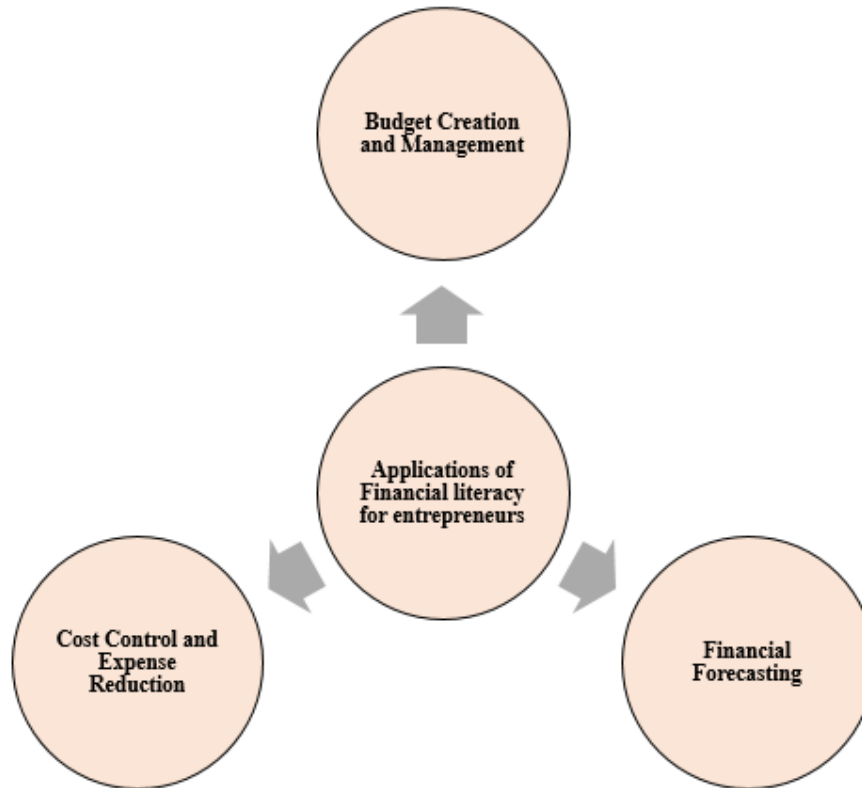 Budget Creation
and Management
Applications of
Financial literacy
for entrepreneurs
Cost Control and
Expense
Reduction
Financial
Forecasting